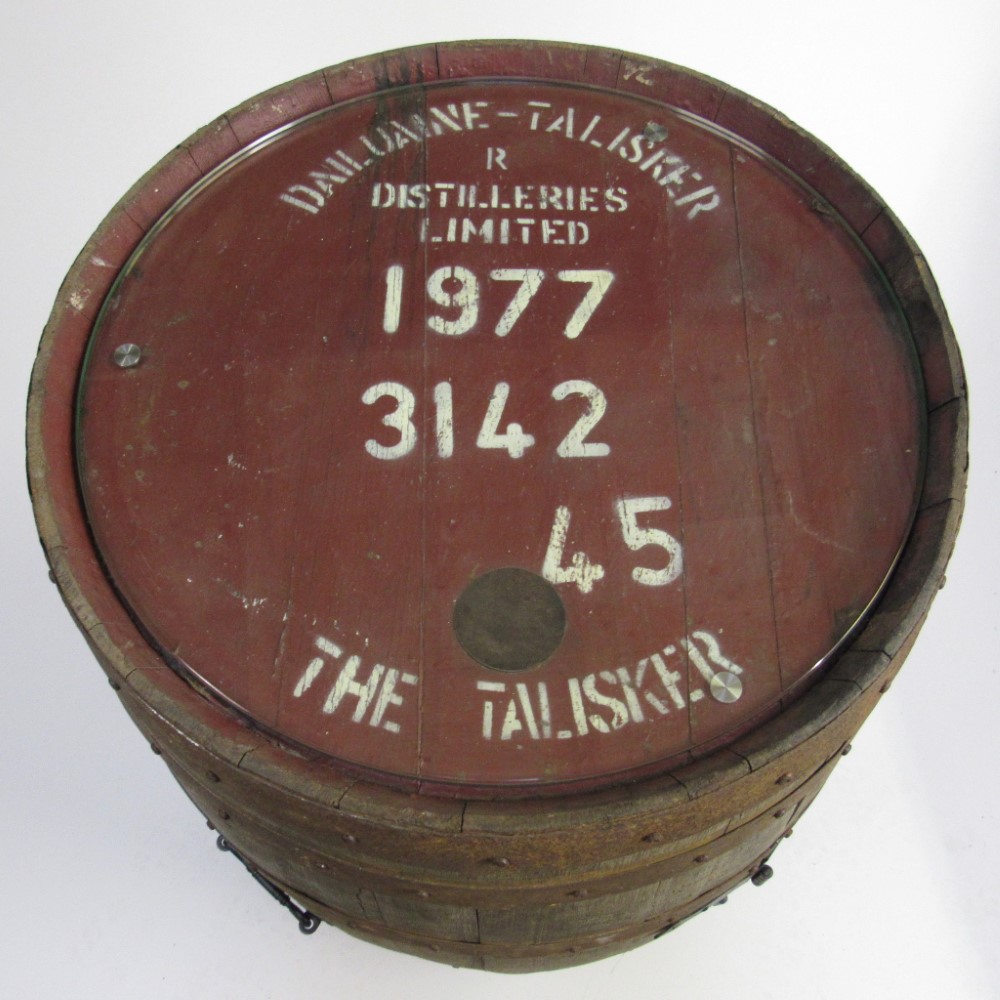 DAILUAINE-TALISKER
R
DISTILLERIES
LIMITED
1977
3142
45
THE TALISKER